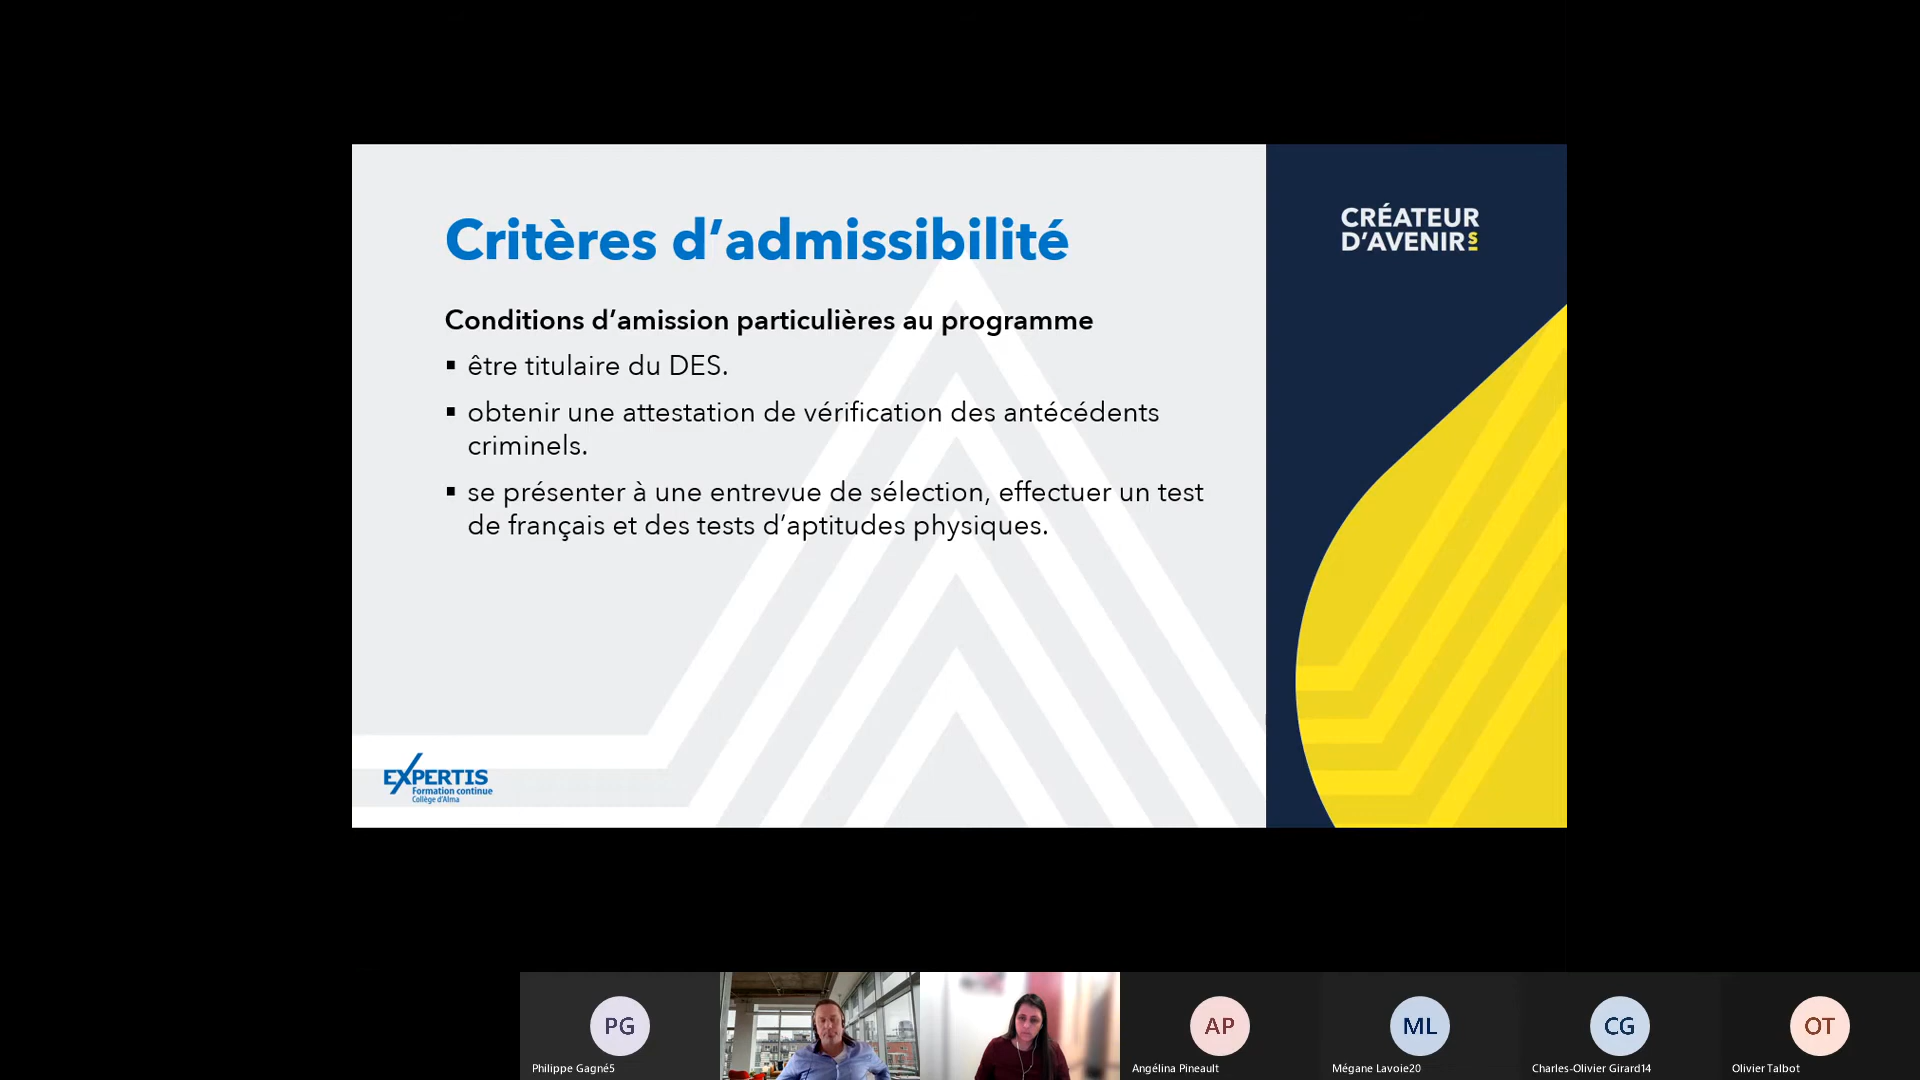 Critères d’admissibilité
CRÉATEUR
D’AVENIRS
Conditions d’amission particulières au programme
▪ être titulaire du DES.
▪ obtenir une attestation de vérification des antécédents
criminels.
▪ se présenter à une entrevue de sélection, effectuer un test
de français et des tests d’aptitudes physiques.
EXPERTIS
Formation continue
Collège d'Alma
PG
AP
ML
CG
OT
Philippe Gagné5
Angélina Pineault
Mégane Lavoie20
Charles-Olivier Girard14
Olivier Talbot